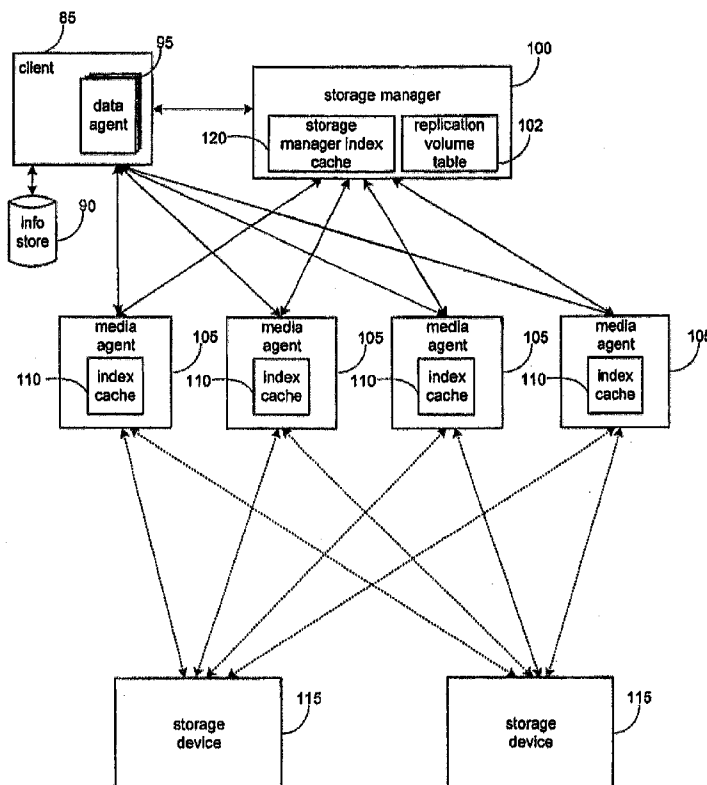 85
95
client
data
agent
100
storage manager
storage
manager index
cache
120
replication
volume
table
102
info
store
90
media
agent
105
110
index
cache
media
agent
105
110
index
cache
media
agent
105
110
index
cache
media
agent
105
110
index
cache
storage
device
115
storage
device
115